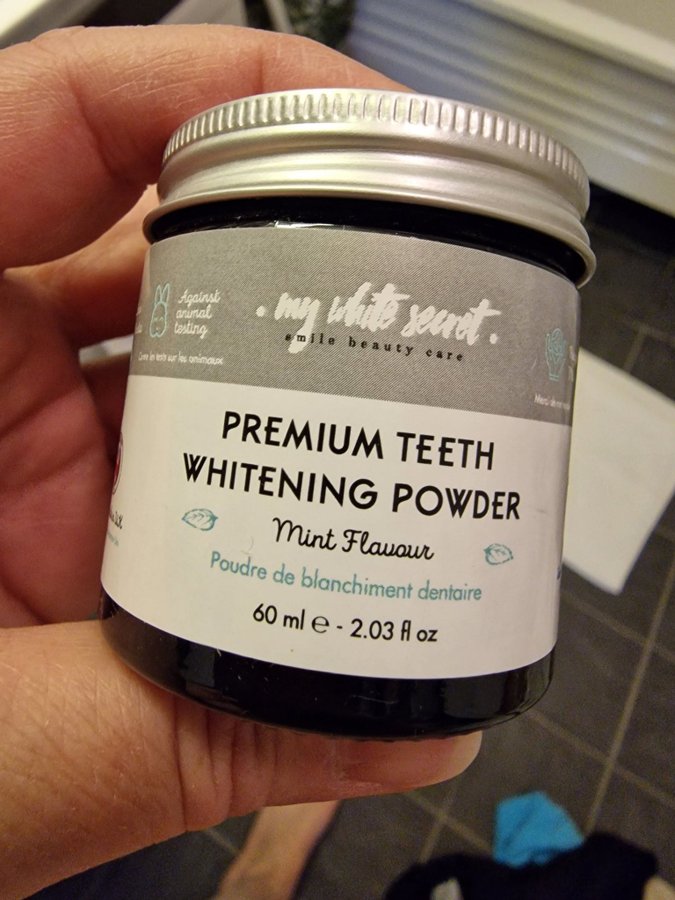 Against
animal
testing
Contre les tests sur les animaux
my white secret
smile beauty care
PREMIUM TEETH
WHITENING POWDER
Mint Flavour
Poudre de blanchiment dentaire
60 ml ℮ - 2.03 fl oz